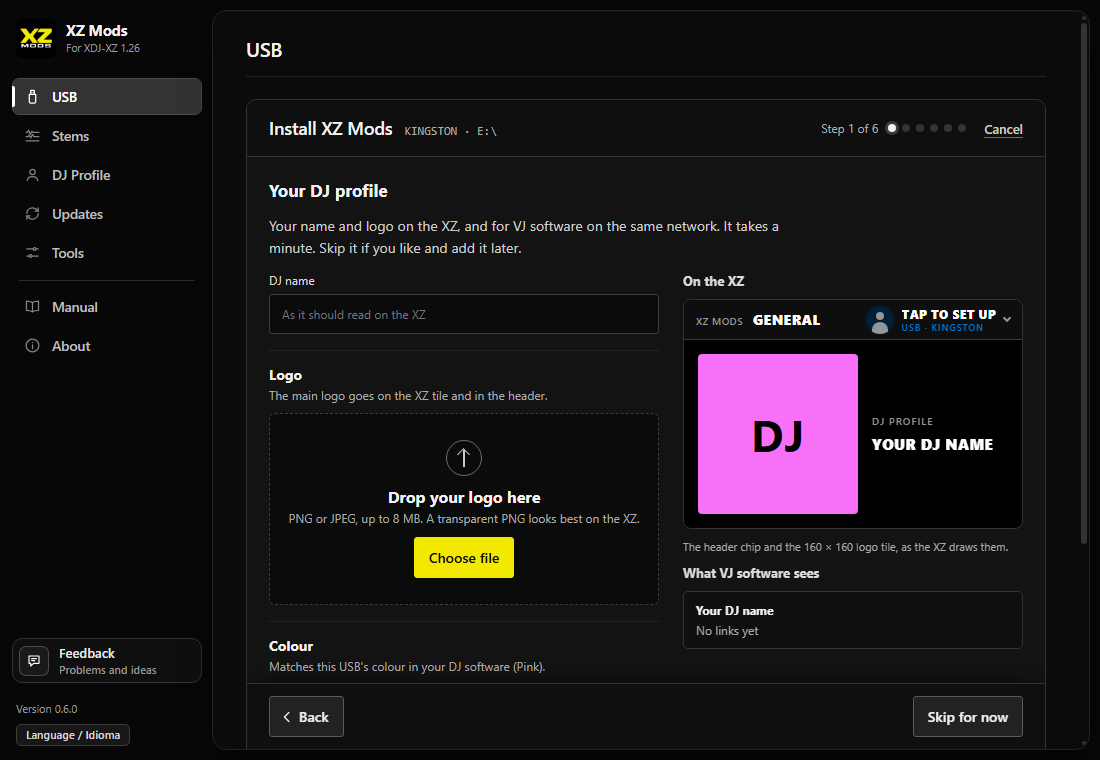 XZ MODS
XZ Mods
For XDJ-XZ 1.26
USB
Stems
DJ Profile
Updates
Tools
Manual
About
Feedback
Problems and ideas
Version 0.6.0
Language / Idioma
USB
Install XZ Mods KINGSTON · E:\
Step 1 of 6
Cancel
Your DJ profile
Your name and logo on the XZ, and for VJ software on the same network. It takes a
minute. Skip it if you like and add it later.
DJ name
As it should read on the XZ
Logo
The main logo goes on the XZ tile and in the header.
Drop your logo here
PNG or JPEG, up to 8 MB. A transparent PNG looks best on the XZ.
Choose file
Colour
Matches this USB's colour in your DJ software (Pink).
On the XZ
XZ MODS GENERAL
TAP TO SET UP
USB · KINGSTON
DJ
DJ PROFILE
YOUR DJ NAME
The header chip and the 160 × 160 logo tile, as the XZ draws them.
What VJ software sees
Your DJ name
No links yet
Back
Skip for now